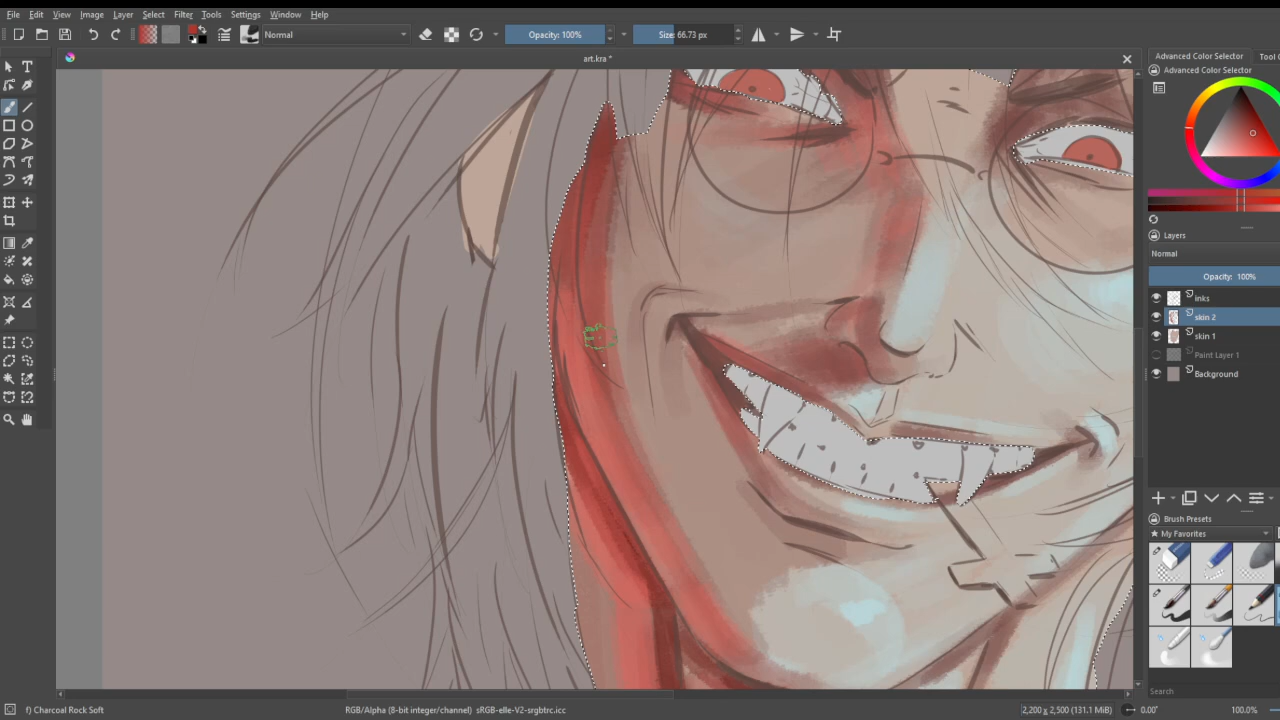 File Edit View Image Layer Select Filter Tools Settings Window Help
Normal Opacity: 100% Size: 66.73 px
art.kra *
Advanced Color Selector
Advanced Color Selector
Layers
Normal
Opacity: 100%
inks
skin 2
skin 1
Paint Layer 1
Background
Brush Presets
My Favorites
Search
f) Charcoal Rock Soft RGB/Alpha (8-bit integer/channel) sRGB-elle-V2-srgbtrc.icc 2,200 x 2,500 (131.1 MiB) 0.00° 100.0%